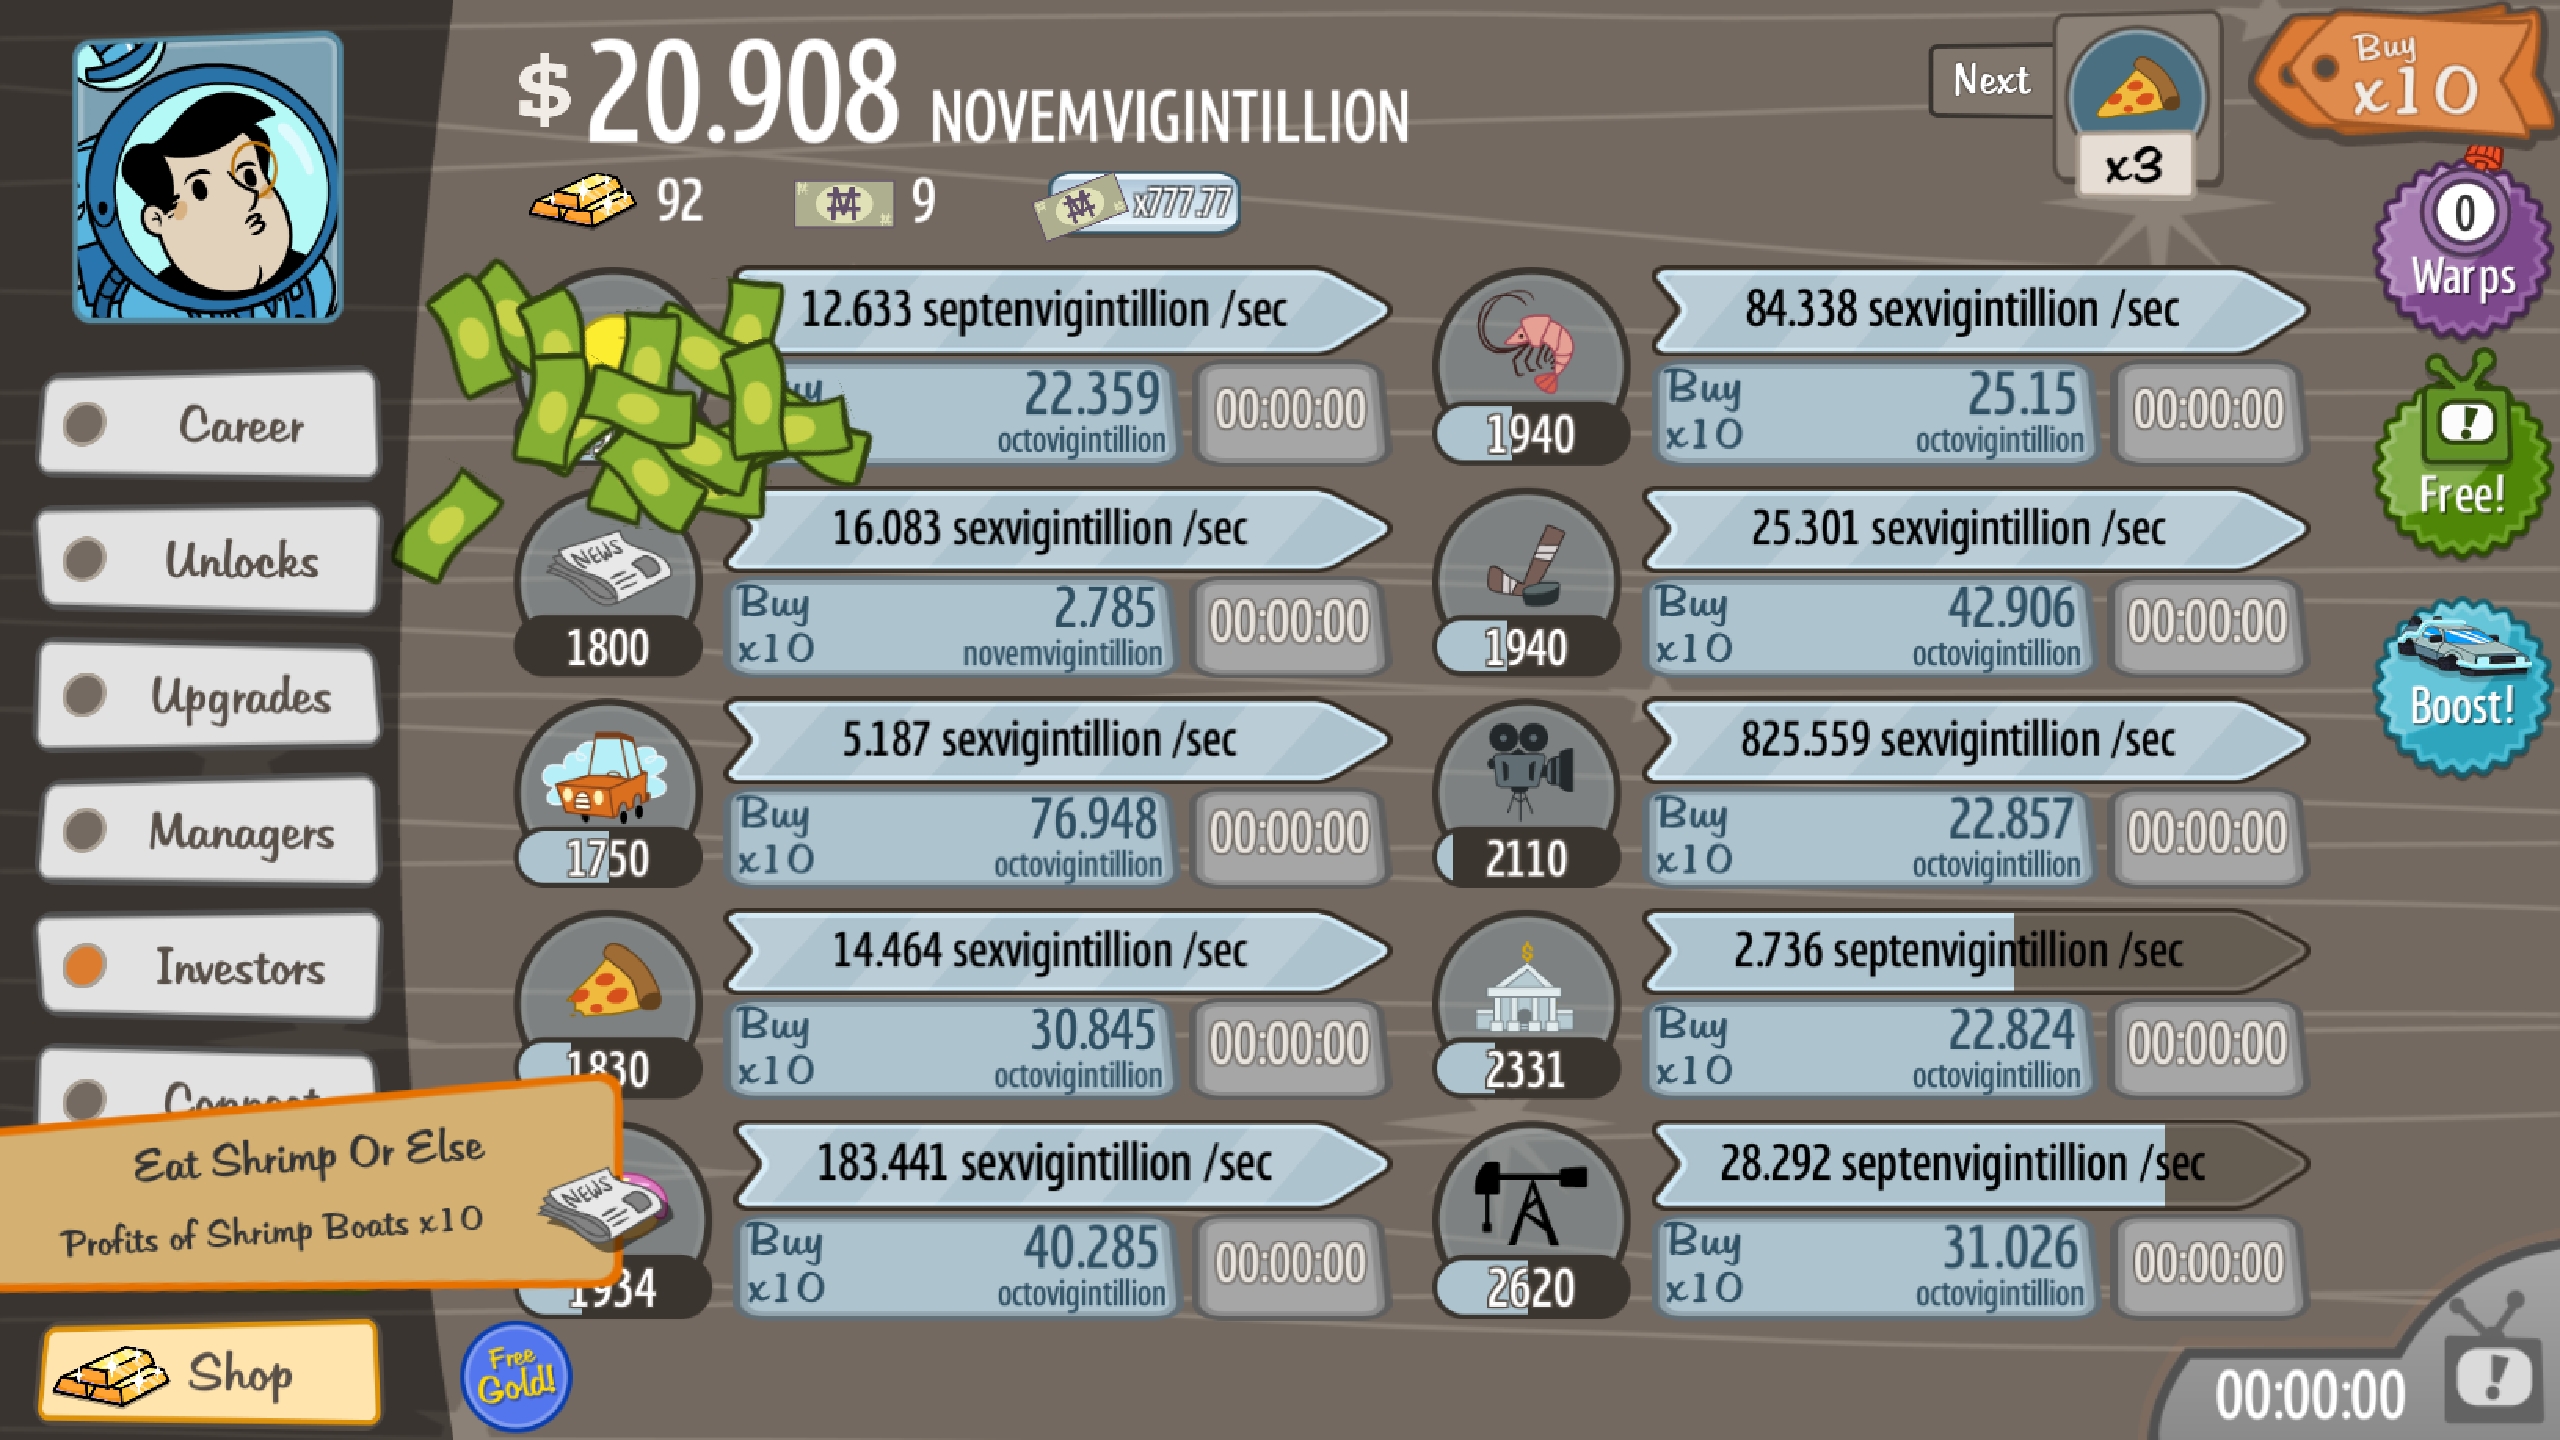 $20.908 NOVEMVIGINTILLION
92
9
x777.77
Next
x3
Buy
x10
0
Warps
Free!
Boost!
Career
Unlocks
Upgrades
Managers
Investors
Eat Shrimp Or Else
Profits of Shrimp Boats x10
Shop
Free
Gold!
12.633 septenvigintillion /sec
22.359
octovigintillion
00:00:00
NEWS
1800
16.083 sexvigintillion /sec
Buy
x10
2.785
novemvigintillion
00:00:00
1750
5.187 sexvigintillion /sec
Buy
x10
76.948
octovigintillion
00:00:00
1830
14.464 sexvigintillion /sec
Buy
x10
30.845
octovigintillion
00:00:00
NEWS
1934
183.441 sexvigintillion /sec
Buy
x10
40.285
octovigintillion
00:00:00
1940
84.338 sexvigintillion /sec
Buy
x10
25.15
octovigintillion
00:00:00
1940
25.301 sexvigintillion /sec
Buy
x10
42.906
octovigintillion
00:00:00
2110
825.559 sexvigintillion /sec
Buy
x10
22.857
octovigintillion
00:00:00
2331
2.736 septenvigintillion /sec
Buy
x10
22.824
octovigintillion
00:00:00
2620
28.292 septenvigintillion /sec
Buy
x10
31.026
octovigintillion
00:00:00
00:00:00